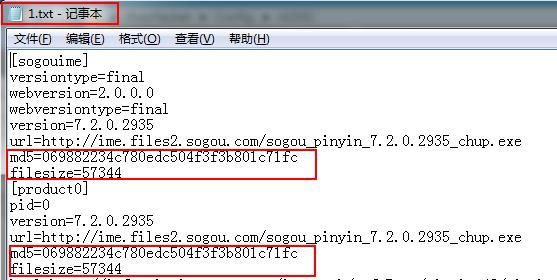 1.txt - 记事本
文件(F) 编辑(E) 格式(O) 查看(V) 帮助(H)
[sogouime]
versiontype=final
webversion=2.0.0.0
webversiontype=final
version=7.2.0.2935
url=http://ime.files2.sogou.com/sogou_pinyin_7.2.0.2935_chup.exe
md5=069882234c780edc504f3f3b801c71fc
filesize=57344
[product0]
pid=0
version=7.2.0.2935
url=http://ime.files2.sogou.com/sogou_pinyin_7.2.0.2935_chup.exe
md5=069882234c780edc504f3f3b801c71fc
filesize=57344